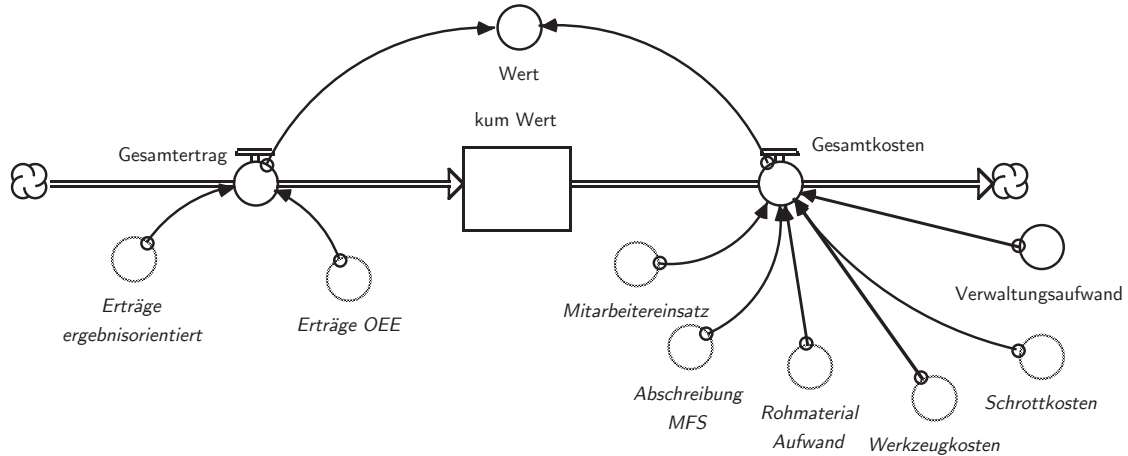 Wert
kum Wert
Gesamtertrag
Gesamtkosten
Erträge
ergebnisorientiert
Erträge OEE
Mitarbeitereinsatz
Verwaltungsaufwand
Abschreibung
MFS
Rohmaterial
Aufwand
Werkzeugkosten
Schrottkosten